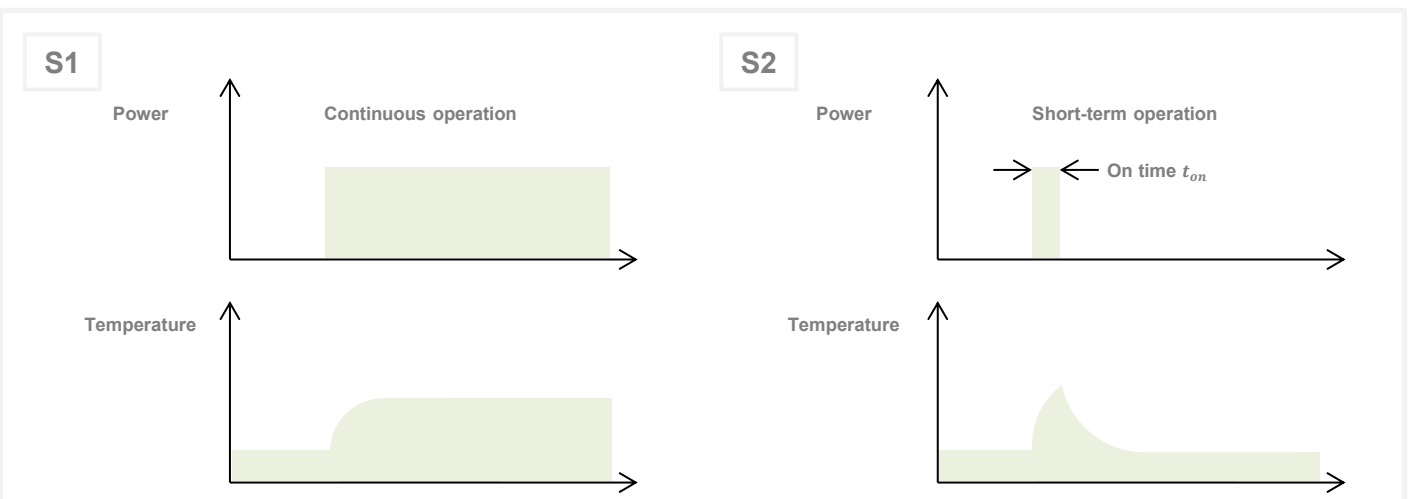 S1
Power
Continuous operation
Temperature
S2
Power
Short-term operation
On time t_on
Temperature